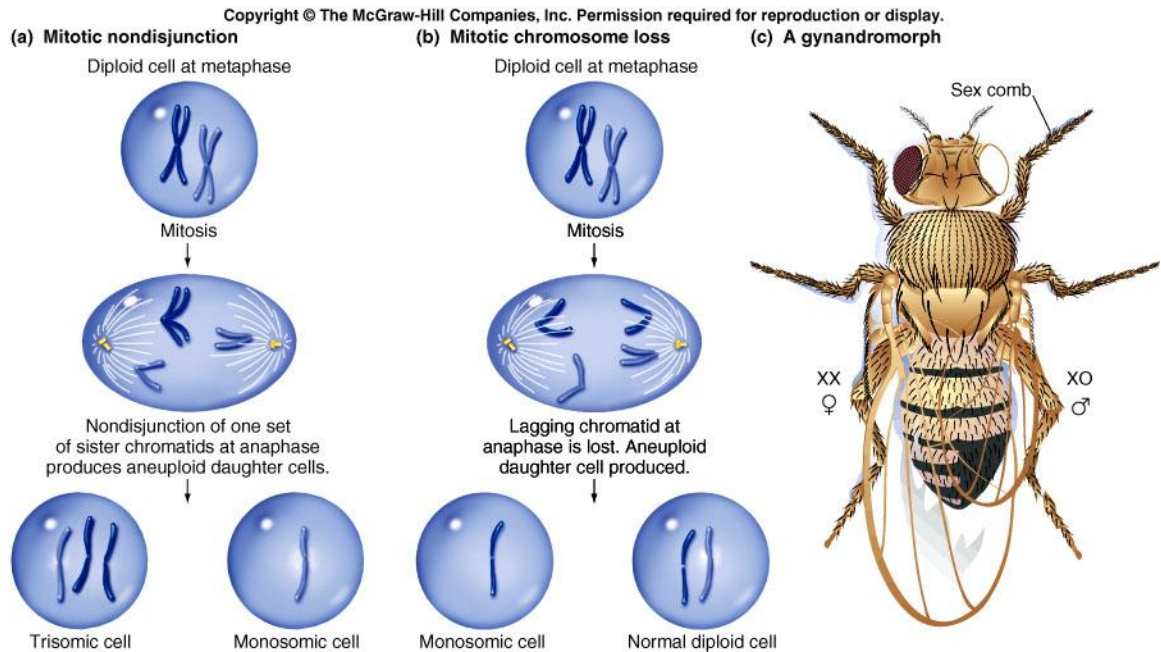 Copyright © The McGraw-Hill Companies, Inc. Permission required for reproduction or display.
(a) Mitotic nondisjunction
Diploid cell at metaphase
Mitosis
Nondisjunction of one set
of sister chromatids at anaphase
produces aneuploid daughter cells.
Trisomic cell
Monosomic cell
(b) Mitotic chromosome loss
Diploid cell at metaphase
Mitosis
Lagging chromatid at
anaphase is lost. Aneuploid
daughter cell produced.
Monosomic cell
Normal diploid cell
(c) A gynandromorph
Sex comb
XX
♀
XO
♂